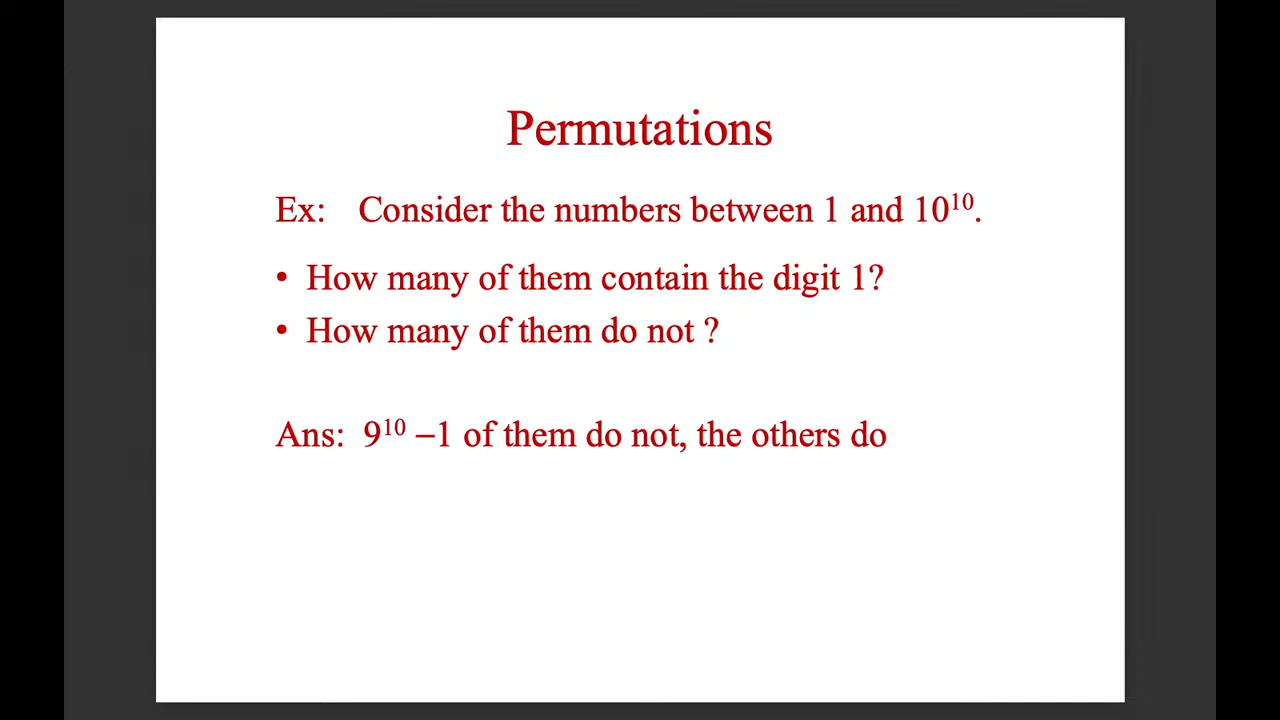 Permutations
Ex: Consider the numbers between 1 and 10¹⁰.
• How many of them contain the digit 1?
• How many of them do not ?
Ans: 9¹⁰ –1 of them do not, the others do